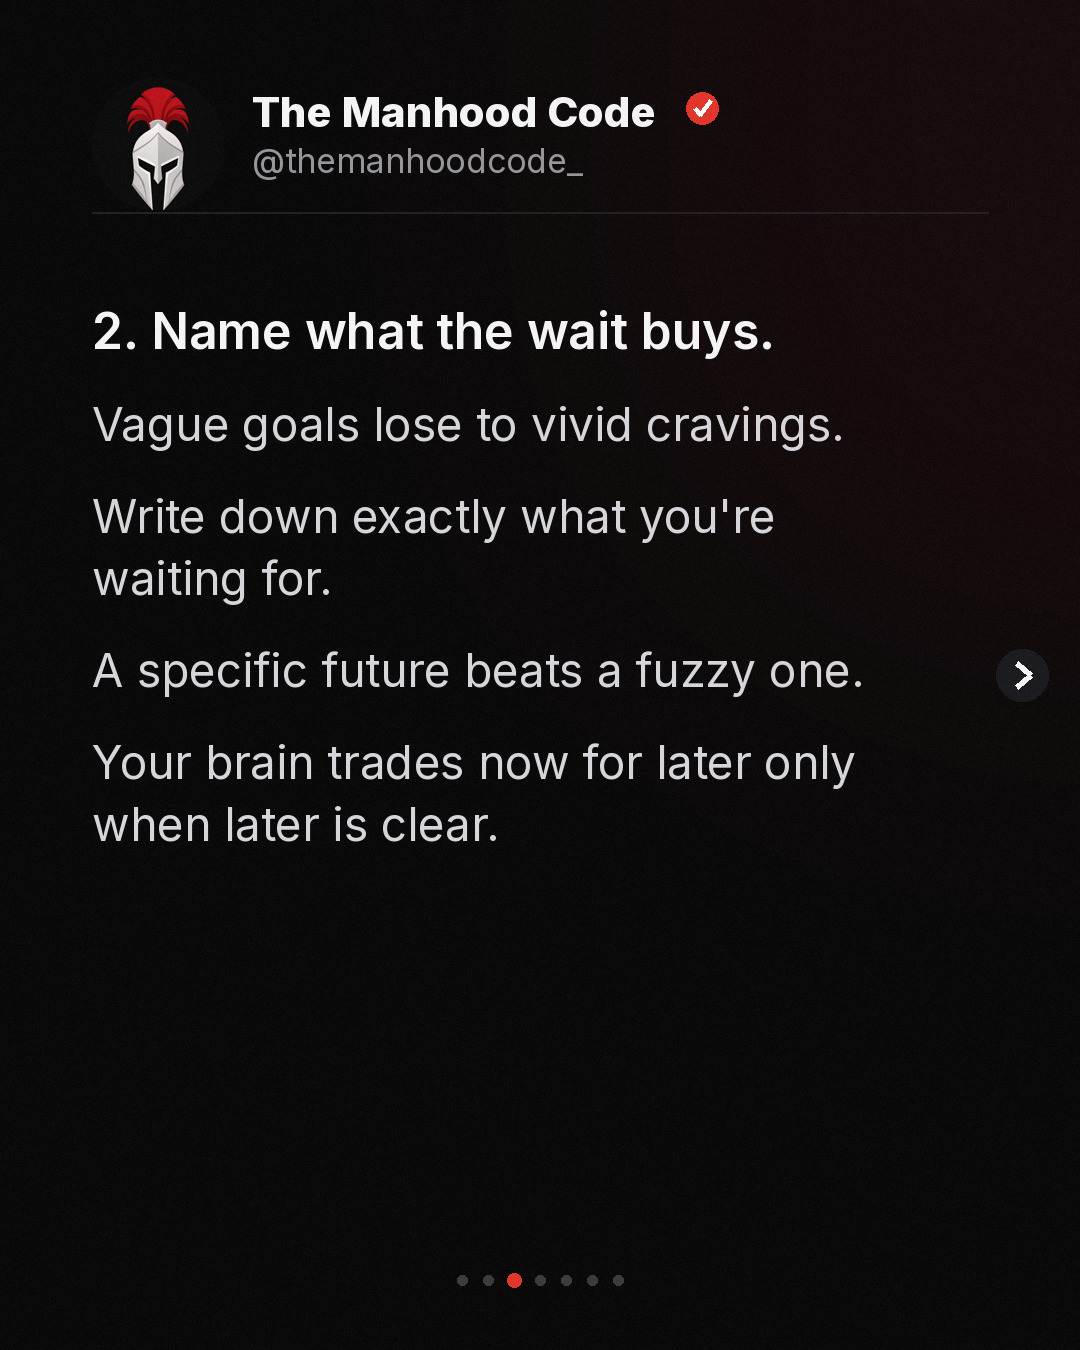 The Manhood Code
@themanhoodcode_
2. Name what the wait buys.
Vague goals lose to vivid cravings.
Write down exactly what you're
waiting for.
A specific future beats a fuzzy one.
Your brain trades now for later only
when later is clear.